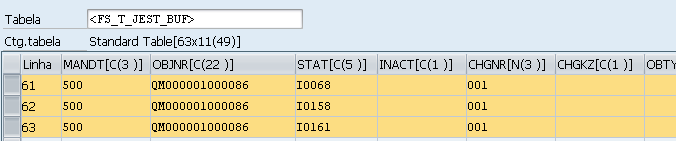 Tabela <FS_T_JEST_BUF>
Ctg.tabela Standard Table[63x11(49)]
Linha MANDT[C(3 )] OBJNR[C(22 )] STAT[C(5 )] INACT[C(1 )] CHGNR[N(3 )] CHGKZ[C(1 )] OBTY
61 500 QM000001000086 I0068 001
62 500 QM000001000086 I0158 001
63 500 QM000001000086 I0161 001